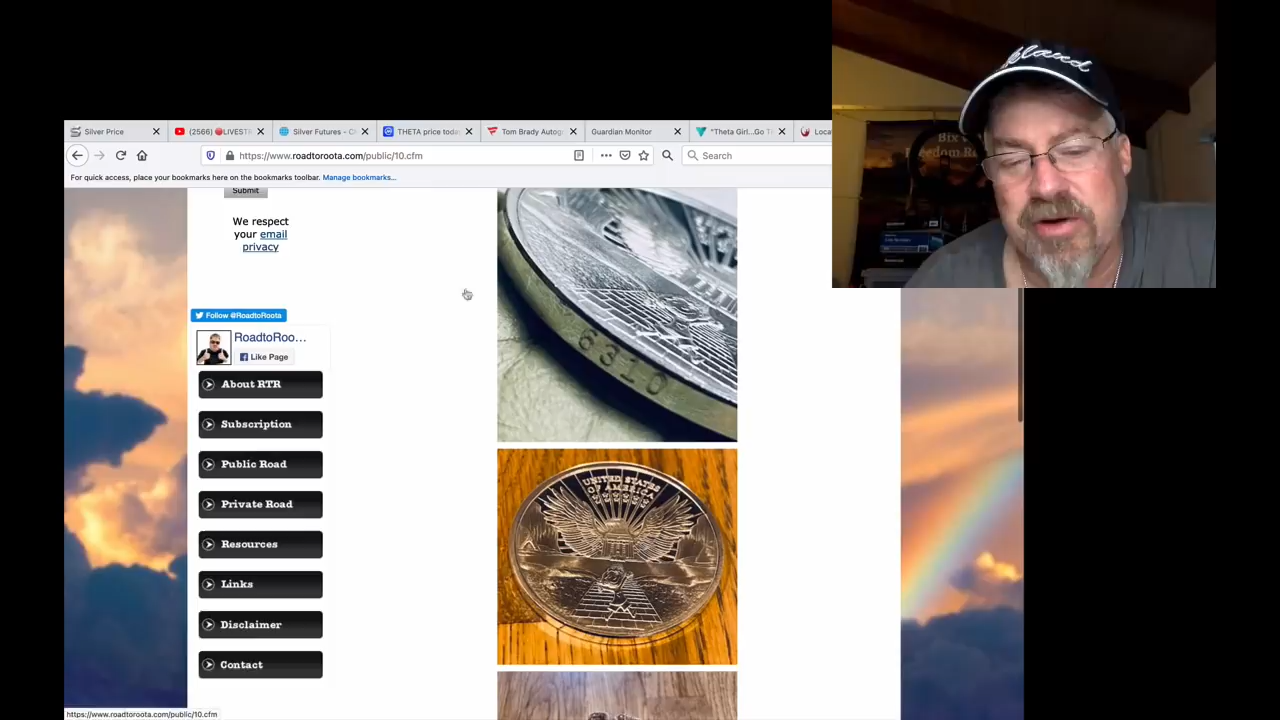 Silver Price
(2566) 🔴LIVESTR
Silver Futures - C
THETA price toda
Tom Brady Autog
Guardian Monitor
"Theta Girl...Go T
Loca
https://www.roadtoroota.com/public/10.cfm
Search
For quick access, place your bookmarks here on the bookmarks toolbar. Manage bookmarks...
Submit
We respect
your email
privacy
Follow @RoadtoRoota
RoadtoRoo...
Like Page
About RTR
Subscription
Public Road
Private Road
Resources
Links
Disclaimer
Contact
6310
UNITED STATES
OF AMERICA
https://www.roadtoroota.com/public/10.cfm